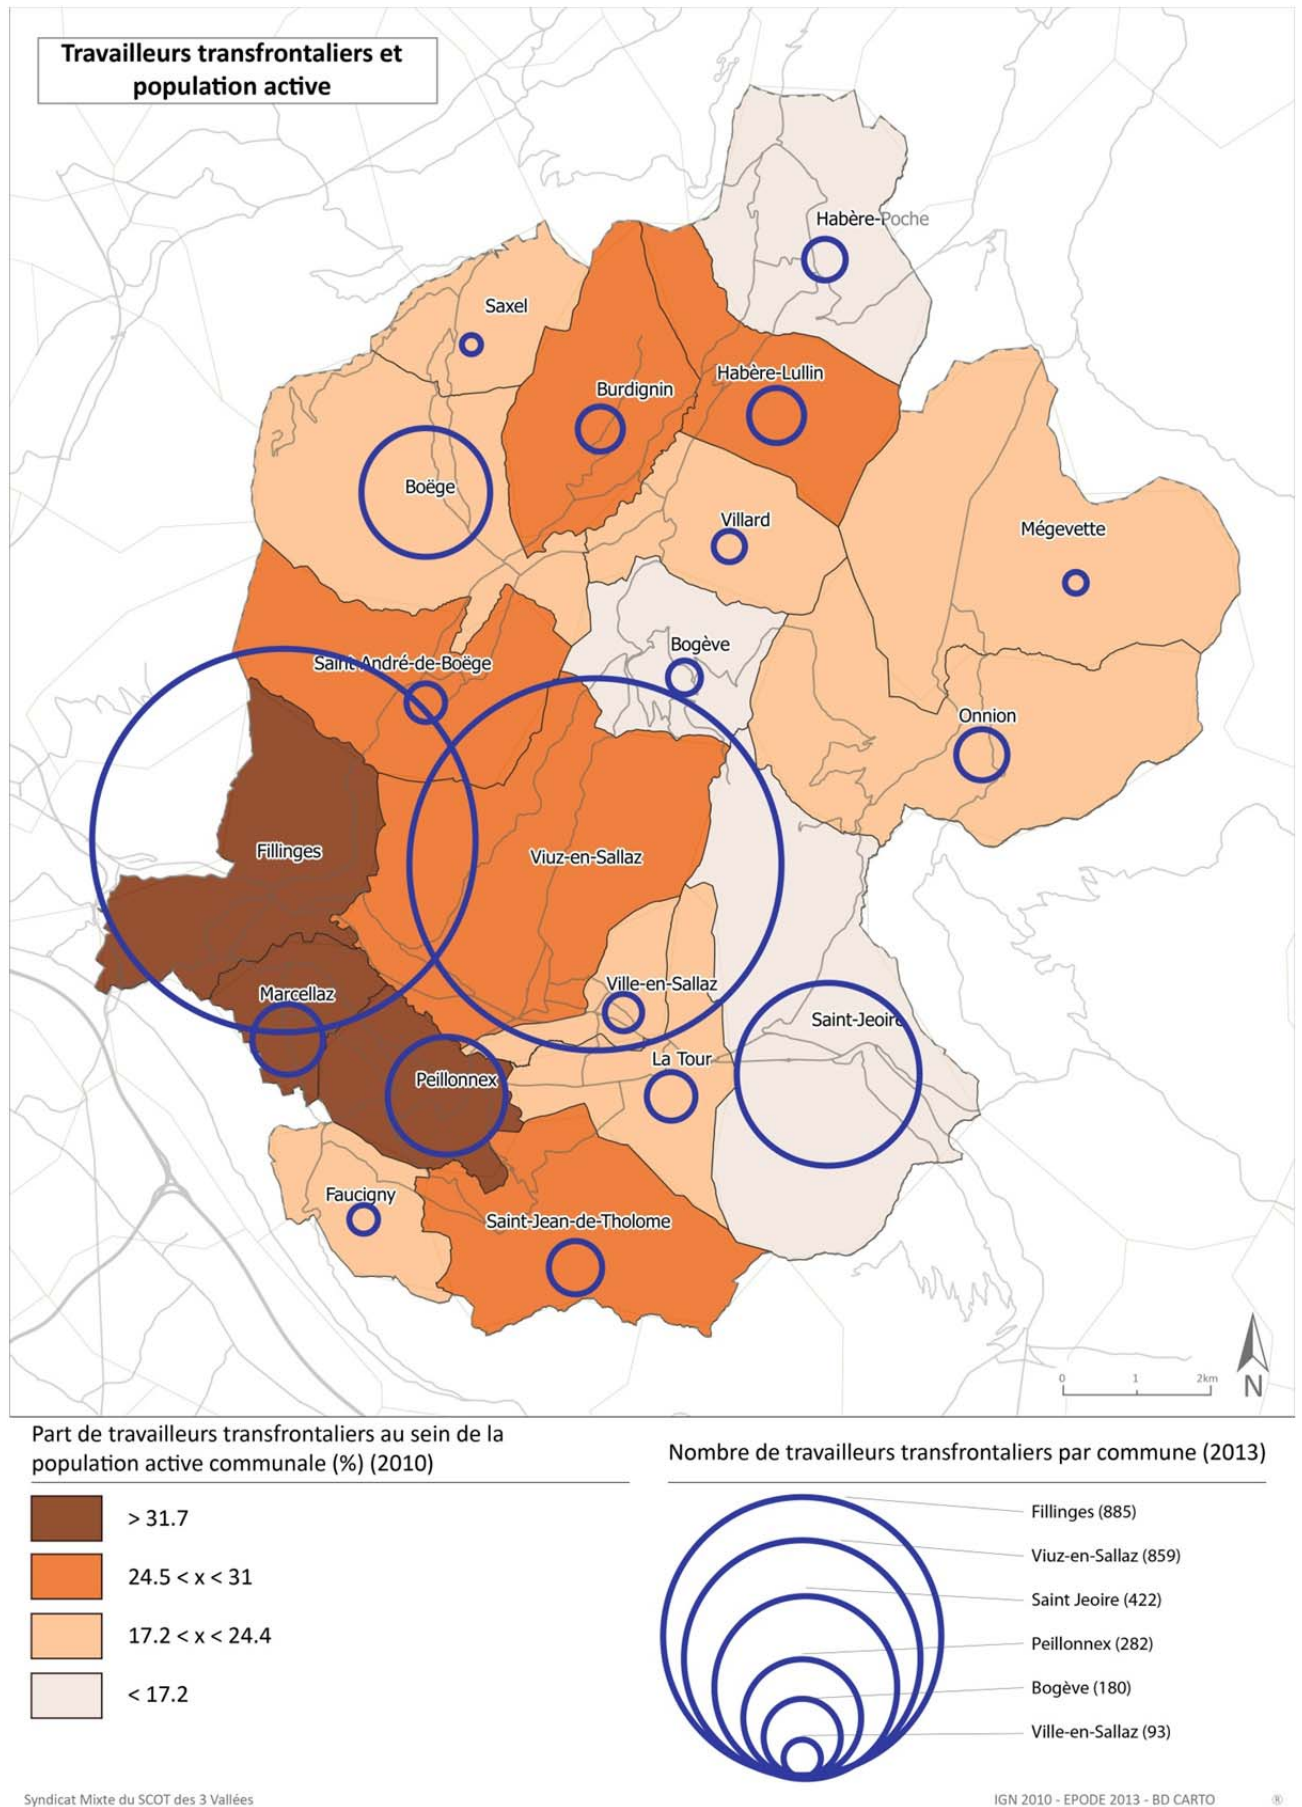 Travailleurs transfrontaliers et
population active
Habère-Poche
Saxel
Burdignin
Habère-Lullin
Boëge
Villard
Mégevette
Bogève
Saint-André-de-Boëge
Onnion
Fillinges
Viuz-en-Sallaz
Ville-en-Sallaz
Marcellaz
Saint-Jeoire
La Tour
Peillonnex
Faucigny
Saint-Jean-de-Tholome
0 1 2km
N
Part de travailleurs transfrontaliers au sein de la
population active communale (%) (2010)
> 31.7
24.5 < x < 31
17.2 < x < 24.4
< 17.2
Nombre de travailleurs transfrontaliers par commune (2013)
Fillinges (885)
Viuz-en-Sallaz (859)
Saint Jeoire (422)
Peillonnex (282)
Bogève (180)
Ville-en-Sallaz (93)
Syndicat Mixte du SCOT des 3 Vallées
IGN 2010 - EPODE 2013 - BD CARTO ®